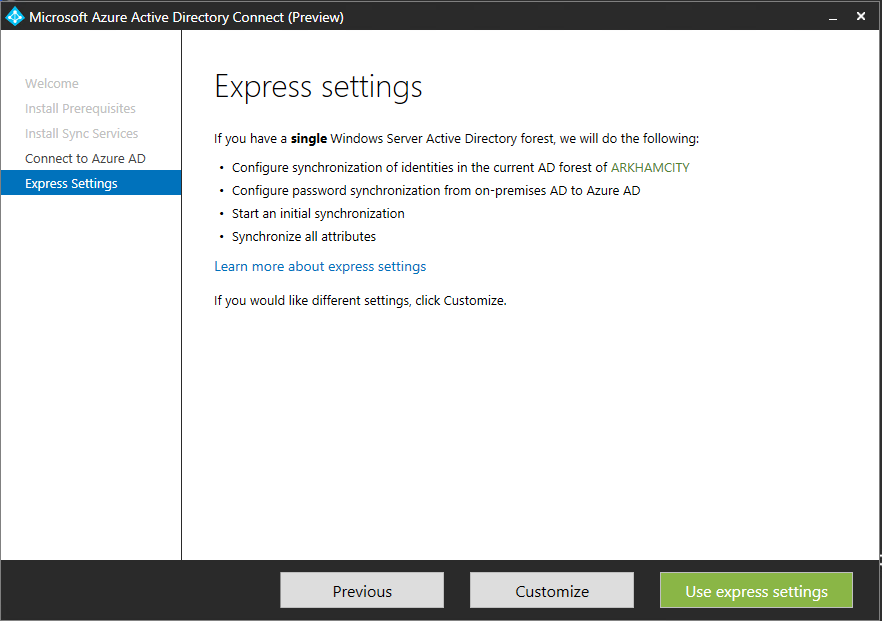 Microsoft Azure Active Directory Connect (Preview)
Welcome
Install Prerequisites
Install Sync Services
Connect to Azure AD
Express Settings
Express settings
If you have a single Windows Server Active Directory forest, we will do the following:
• Configure synchronization of identities in the current AD forest of ARKHAMCITY
• Configure password synchronization from on-premises AD to Azure AD
• Start an initial synchronization
• Synchronize all attributes
Learn more about express settings
If you would like different settings, click Customize.
Previous
Customize
Use express settings